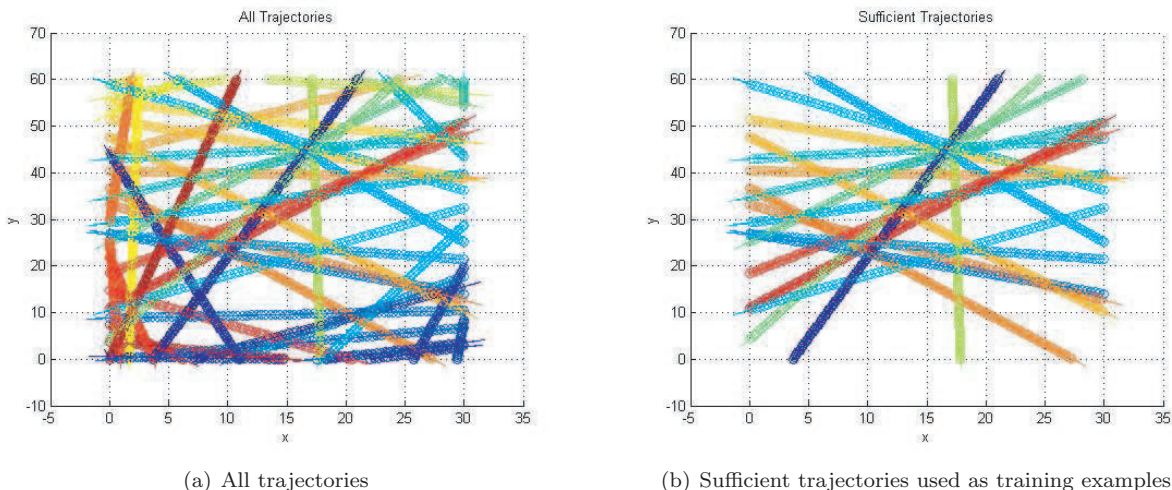 All Trajectories
70
60
50
40
30
20
10
0
-10
y
-5 0 5 10 15 20 25 30 35
x
(a) All trajectories
Sufficient Trajectories
70
60
50
40
30
20
10
0
-10
y
-5 0 5 10 15 20 25 30 35
x
(b) Sufficient trajectories used as training examples